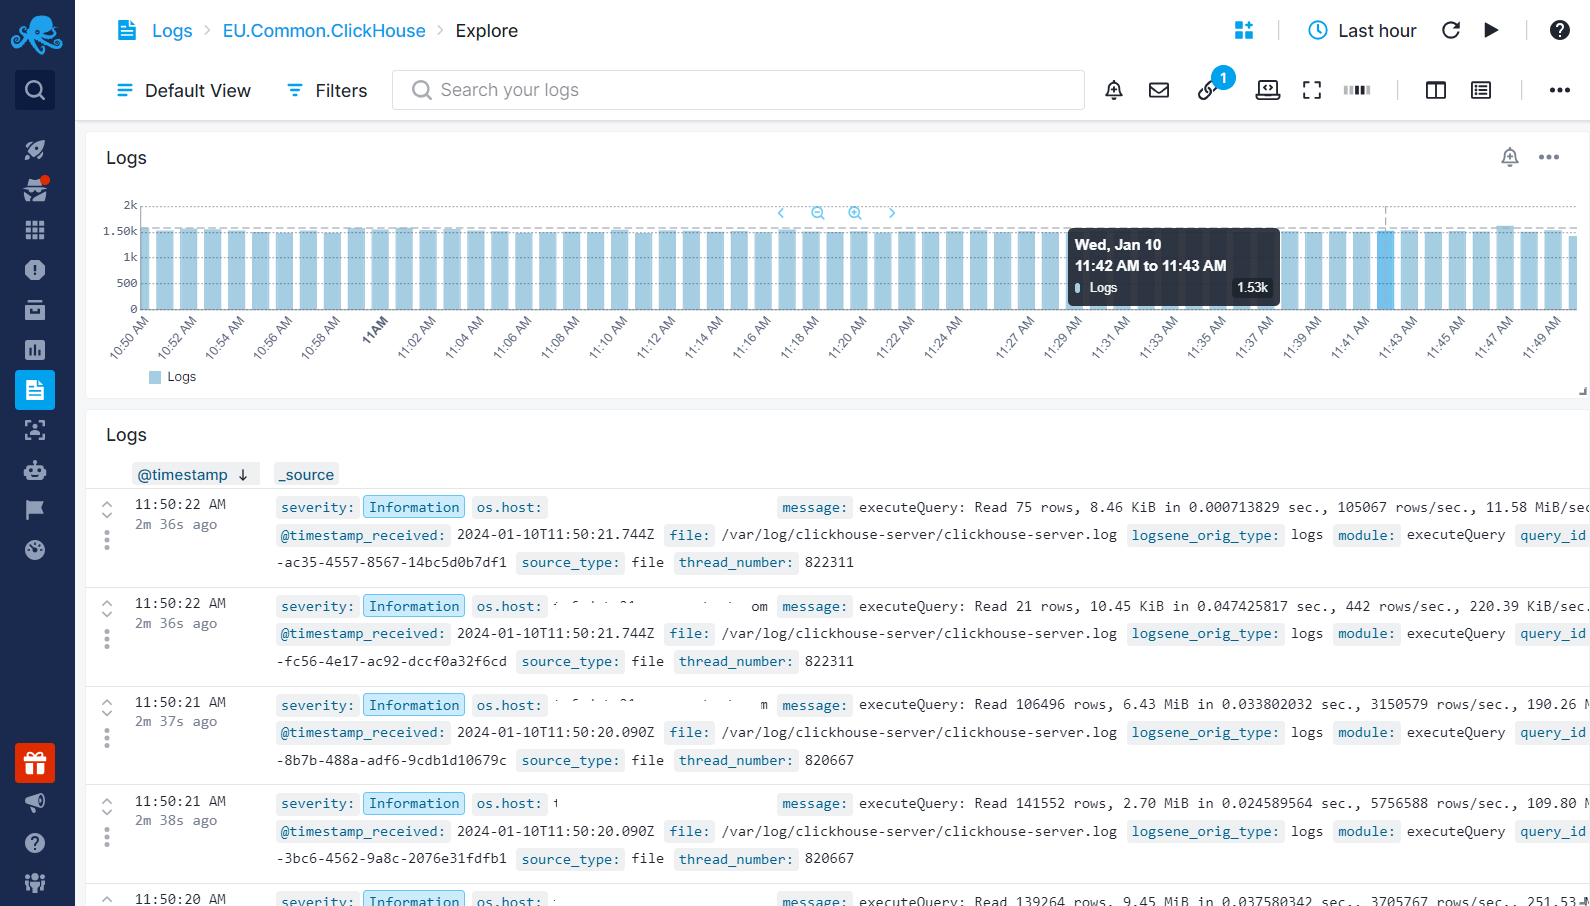 Logs > EU.Common.ClickHouse > Explore
Last hour
Default View
Filters
Search your logs
1
Logs
2k
1.50k
1k
500
0
Wed, Jan 10
11:42 AM to 11:43 AM
Logs 1.53k
10:50 AM 10:52 AM 10:54 AM 10:56 AM 10:58 AM 11AM 11:02 AM 11:04 AM 11:06 AM 11:08 AM 11:10 AM 11:12 AM 11:14 AM 11:16 AM 11:18 AM 11:20 AM 11:22 AM 11:24 AM 11:27 AM 11:29 AM 11:31 AM 11:33 AM 11:35 AM 11:37 AM 11:39 AM 11:41 AM 11:43 AM 11:45 AM 11:47 AM 11:49 AM
Logs
Logs
@timestamp ↓ _source
11:50:22 AM severity: Information os.host: message: executeQuery: Read 75 rows, 8.46 KiB in 0.000713829 sec., 105067 rows/sec., 11.58 MiB/sec
2m 36s ago @timestamp_received: 2024-01-10T11:50:21.744Z file: /var/log/clickhouse-server/clickhouse-server.log logsene_orig_type: logs module: executeQuery query_id
-ac35-4557-8567-14bc5d0b7df1 source_type: file thread_number: 822311
11:50:22 AM severity: Information os.host: om message: executeQuery: Read 21 rows, 10.45 KiB in 0.047425817 sec., 442 rows/sec., 220.39 KiB/sec.
2m 36s ago @timestamp_received: 2024-01-10T11:50:21.744Z file: /var/log/clickhouse-server/clickhouse-server.log logsene_orig_type: logs module: executeQuery query_id
-fc56-4e17-ac92-dccf0a32f6cd source_type: file thread_number: 822311
11:50:21 AM severity: Information os.host: m message: executeQuery: Read 106496 rows, 6.43 MiB in 0.033802032 sec., 3150579 rows/sec., 190.26 M
2m 37s ago @timestamp_received: 2024-01-10T11:50:20.090Z file: /var/log/clickhouse-server/clickhouse-server.log logsene_orig_type: logs module: executeQuery query_id
-8b7b-488a-adf6-9cdb1d10679c source_type: file thread_number: 820667
11:50:21 AM severity: Information os.host: message: executeQuery: Read 141552 rows, 2.70 MiB in 0.024589564 sec., 5756588 rows/sec., 109.80 M
2m 38s ago @timestamp_received: 2024-01-10T11:50:20.090Z file: /var/log/clickhouse-server/clickhouse-server.log logsene_orig_type: logs module: executeQuery query_id
-3bc6-4562-9a8c-2076e31fdfb1 source_type: file thread_number: 820667
11:50:20 AM severity: Information os.host: message: executeQuery: Read 139264 rows, 9.45 MiB in 0.037580342 sec., 3705767 rows/sec., 251.53